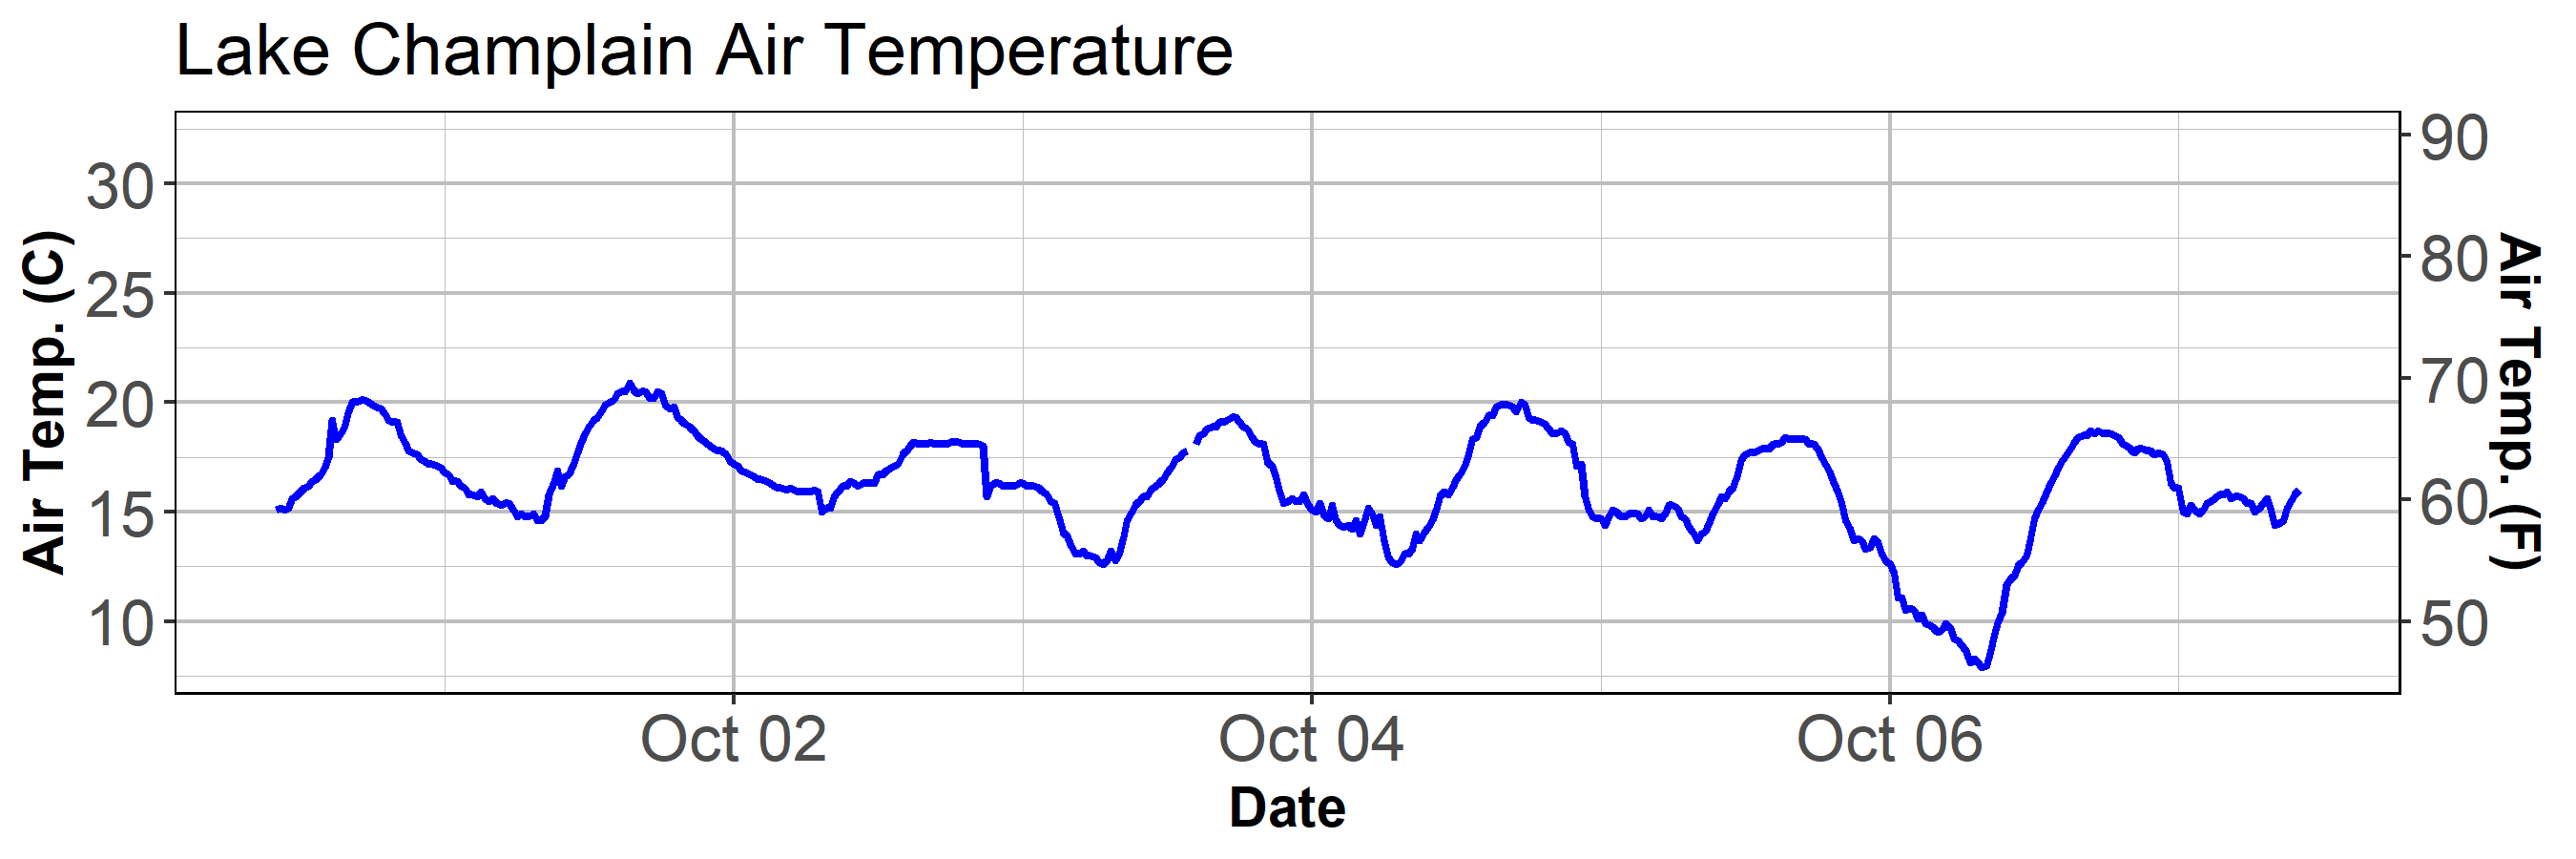 Lake Champlain Air Temperature
Air Temp. (C)
30
25
20
15
10
90
80
70
60
50
Air Temp. (F)
Oct 02
Oct 04
Oct 06
Date